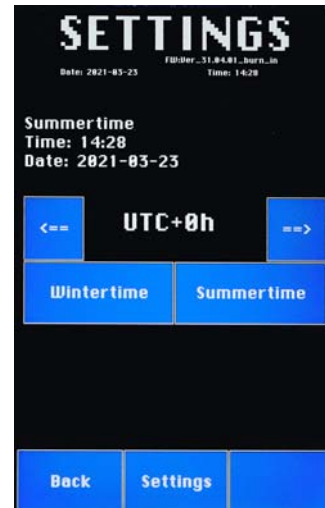 SETTINGS
FW:Ver_31.04.01_burn_in
Date: 2021-03-23 Time: 14:28
Summertime
Time: 14:28
Date: 2021-03-23
<== UTC+0h ==>
Wintertime Summertime
Back Settings